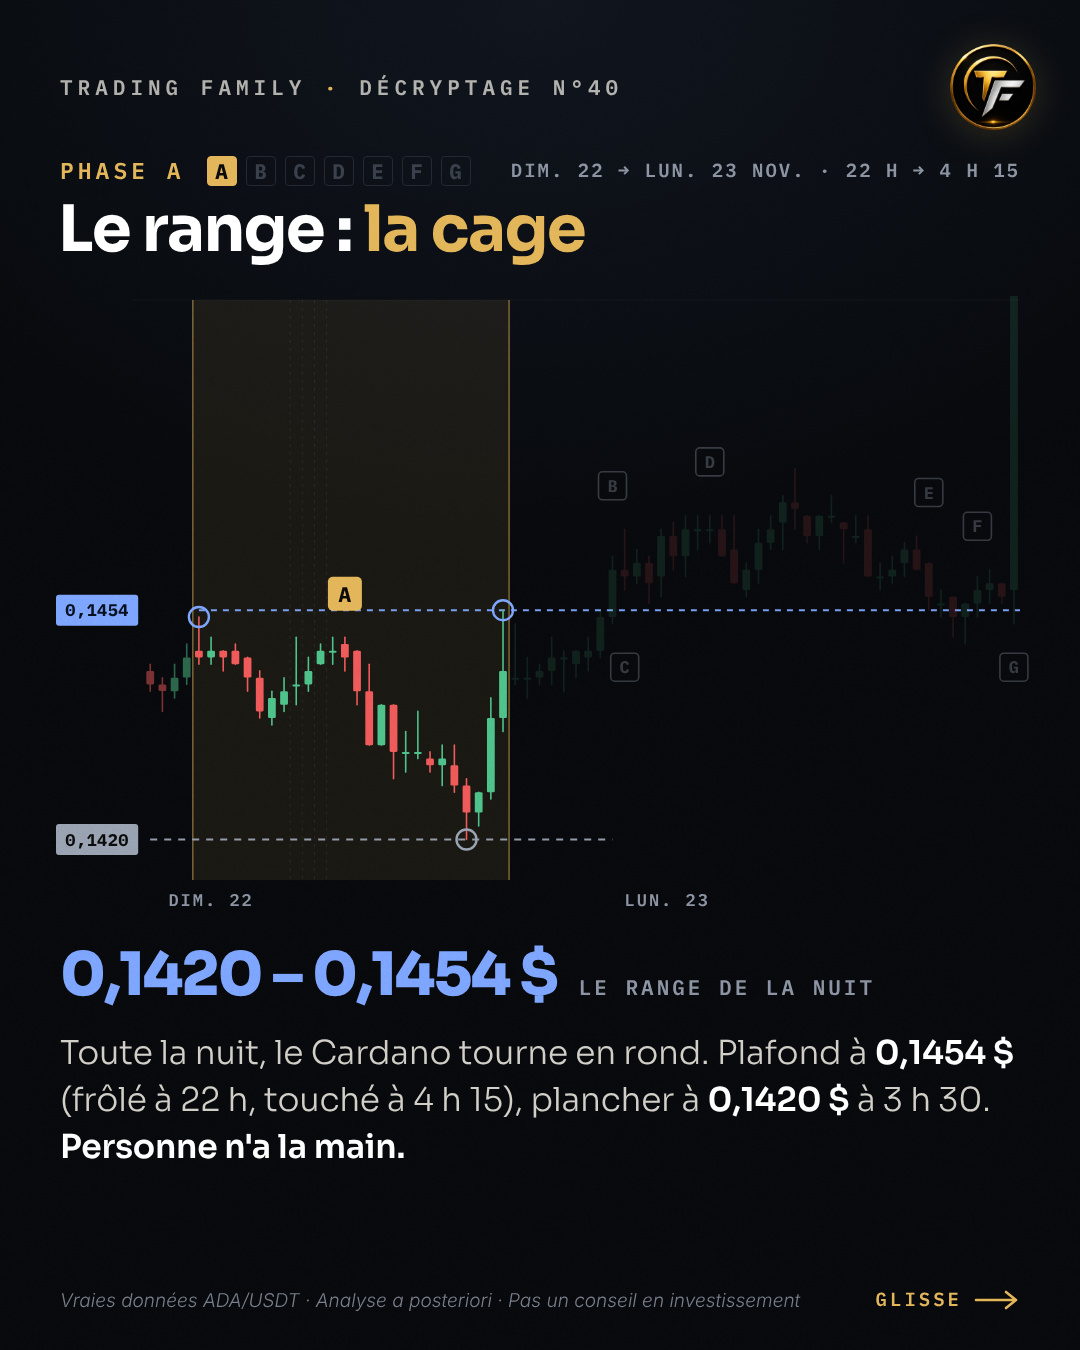 TRADING FAMILY · DÉCRYPTAGE N°40
TF
PHASE A A B C D E F G DIM. 22 → LUN. 23 NOV. · 22 H → 4 H 15
Le range : la cage
D
B
E
F
A
0,1454
C
G
0,1420
DIM. 22 LUN. 23
0,1420 – 0,1454 $ LE RANGE DE LA NUIT
Toute la nuit, le Cardano tourne en rond. Plafond à 0,1454 $
(frôlé à 22 h, touché à 4 h 15), plancher à 0,1420 $ à 3 h 30.
Personne n'a la main.
Vraies données ADA/USDT · Analyse a posteriori · Pas un conseil en investissement GLISSE →